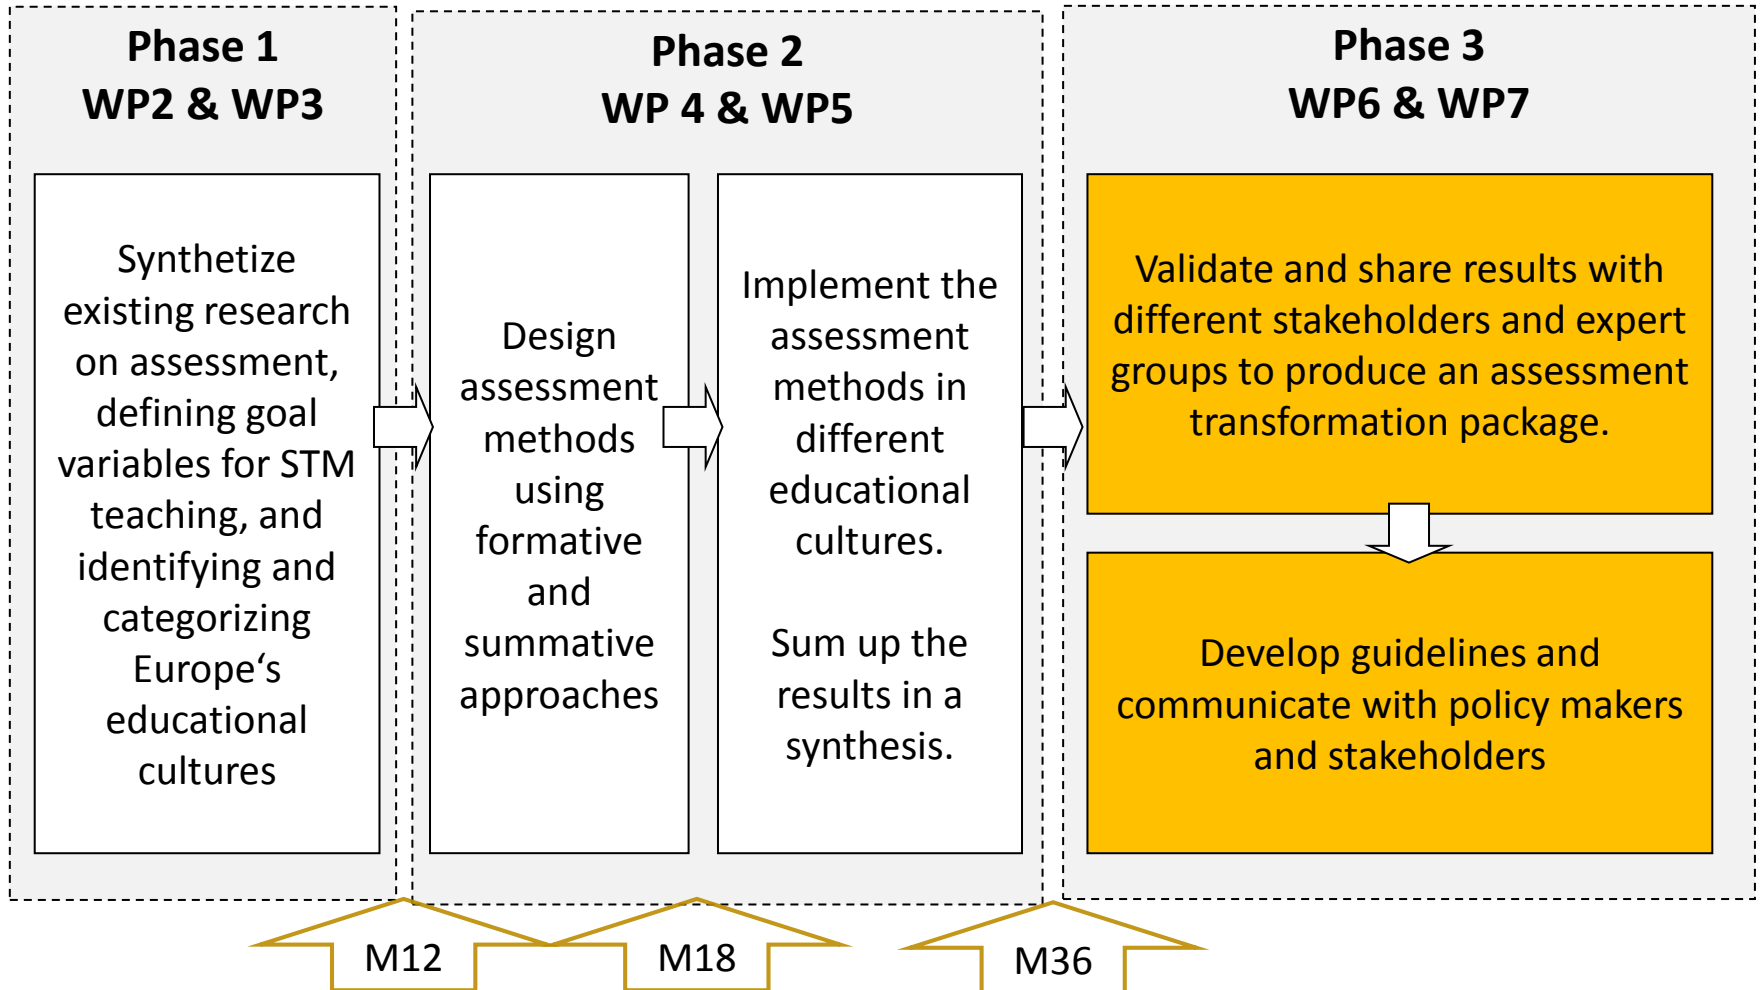 Phase 1
WP2 & WP3
Synthetize
existing research
on assessment,
defining goal
variables for STM
teaching, and
identifying and
categorizing
Europe‘s
educational
cultures
Phase 2
WP 4 & WP5
Design
assessment
methods
using
formative
and
summative
approaches
Implement the
assessment
methods in
different
educational
cultures.
Sum up the
results in a
synthesis.
Phase 3
WP6 & WP7
Validate and share results with
different stakeholders and expert
groups to produce an assessment
transformation package.
Develop guidelines and
communicate with policy makers
and stakeholders
M12
M18
M36